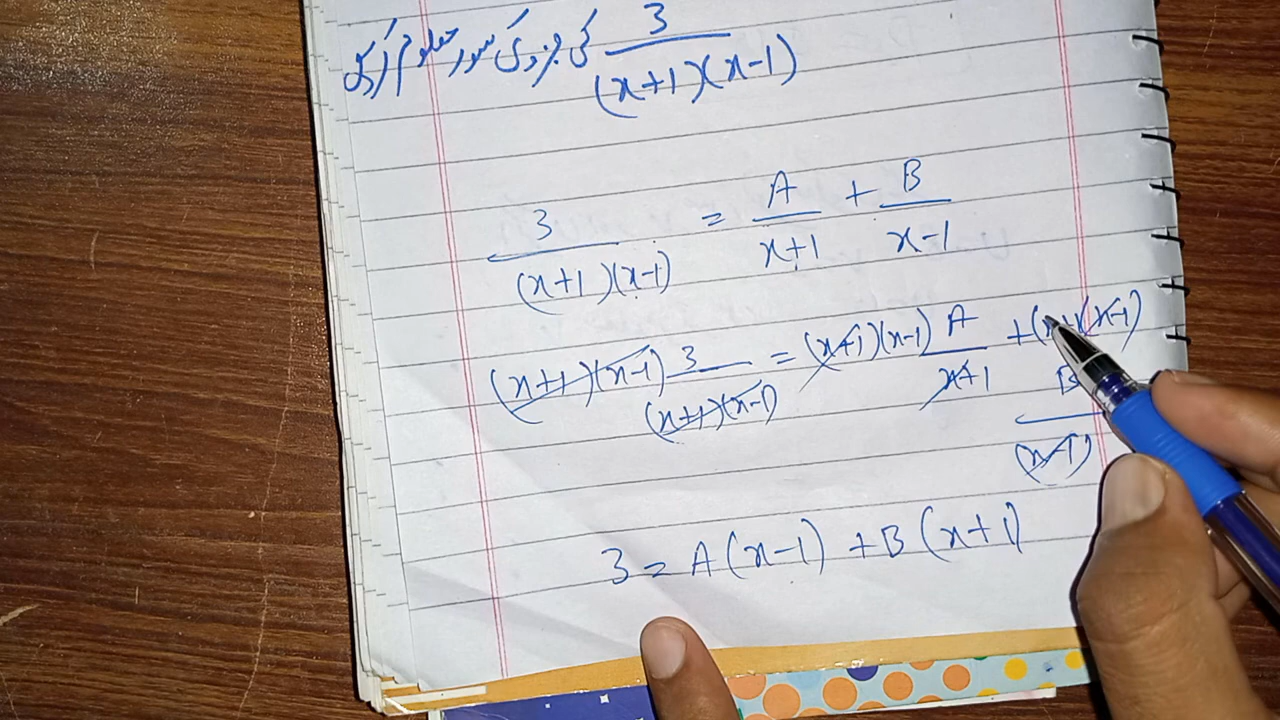 3/((x+1)(x-1)) کی جزوی کسور معلوم کریں
3/((x+1)(x-1)) = A/(x+1) + B/(x-1)
(x+1)(x-1) 3/((x+1)(x-1)) = (x+1)(x-1) A/(x+1) + (x+1)(x-1) B/(x-1)
3 = A(x-1) + B(x+1)